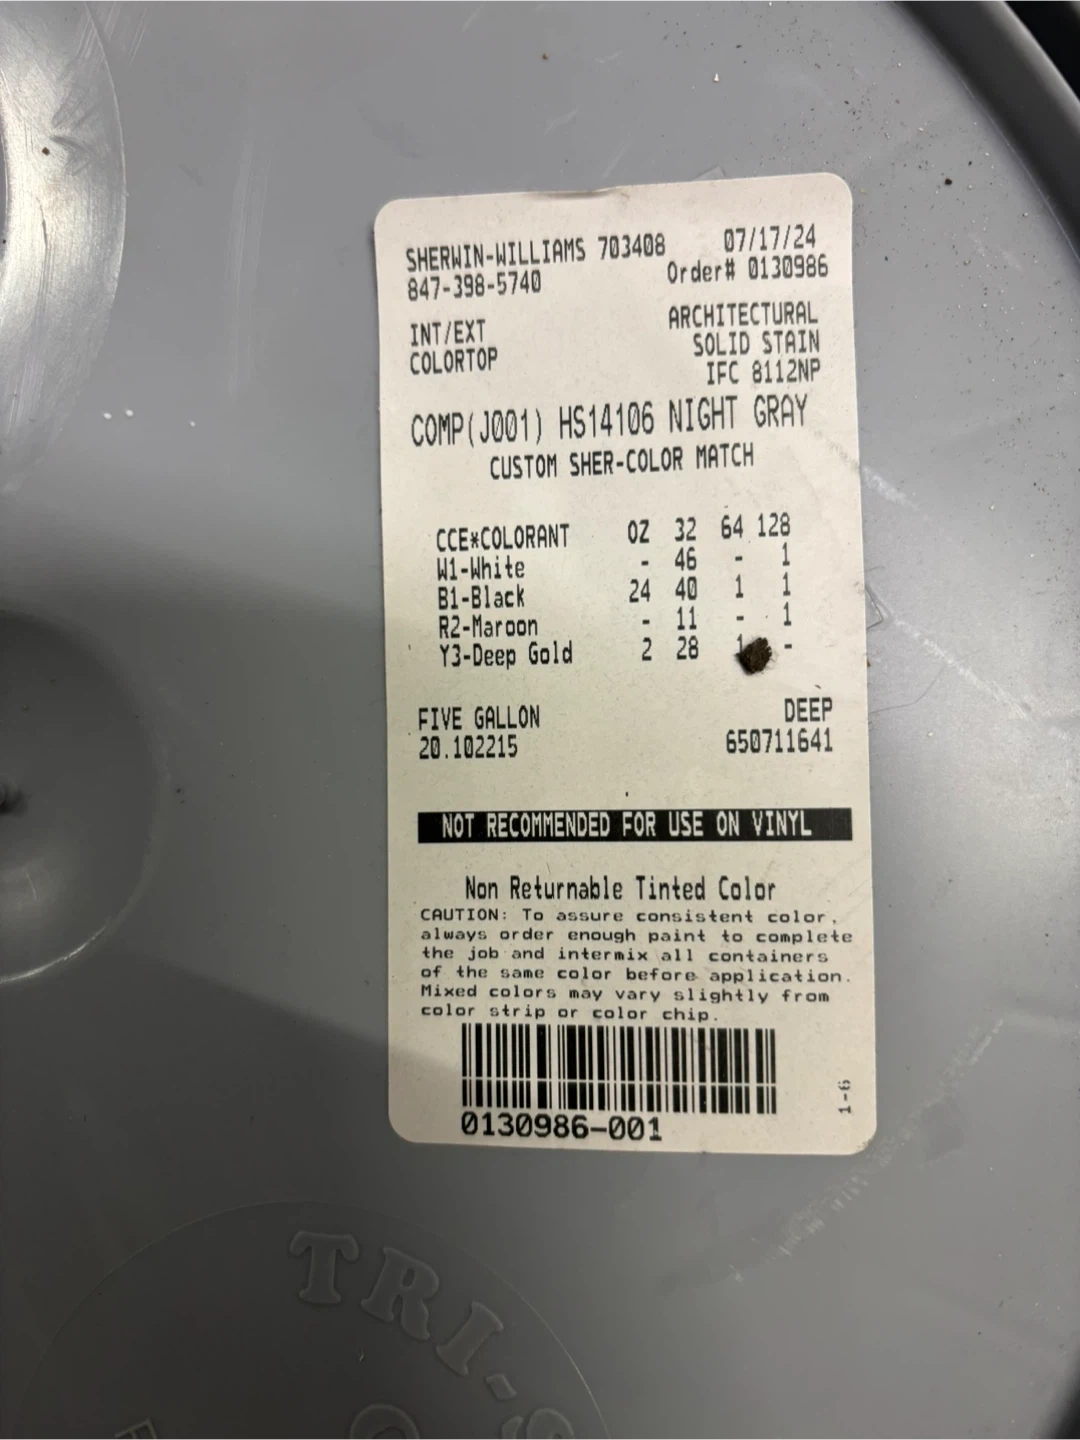 SHERWIN-WILLIAMS 703408 07/17/24
847-398-5740 Order# 0130986
INT/EXT ARCHITECTURAL
COLORTOP SOLID STAIN
IFC 8112NP
COMP(J001) HS14106 NIGHT GRAY
CUSTOM SHER-COLOR MATCH
CCE*COLORANT OZ 32 64 128
W1-White - 46 - 1
B1-Black 24 40 1 1
R2-Maroon - 11 - 1
Y3-Deep Gold 2 28 1 -
FIVE GALLON DEEP
20.102215 650711641
NOT RECOMMENDED FOR USE ON VINYL
Non Returnable Tinted Color
CAUTION: To assure consistent color,
always order enough paint to complete
the job and intermix all containers
of the same color before application.
Mixed colors may vary slightly from
color strip or color chip.
0130986-001
1-6
TRI-S